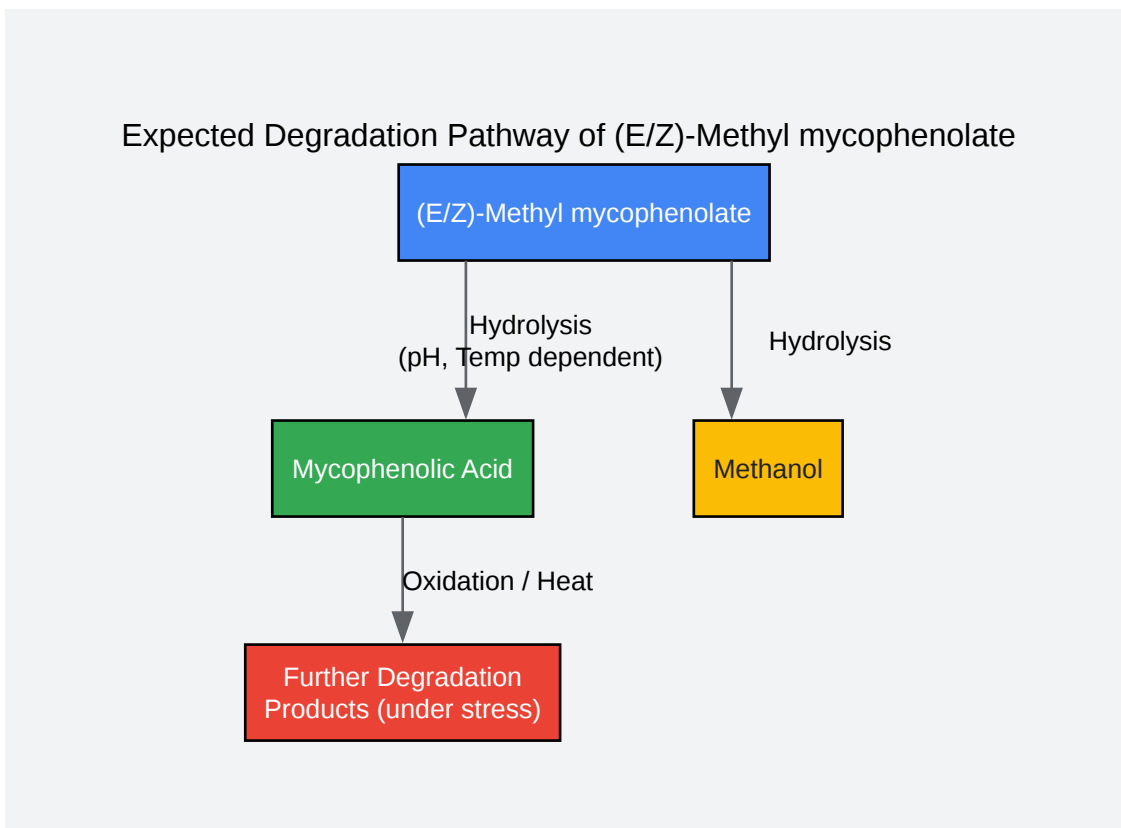 Expected Degradation Pathway of (E/Z)-Methyl mycophenolate
(E/Z)-Methyl mycophenolate
Hydrolysis
(pH, Temp dependent)
Hydrolysis
Mycophenolic Acid
Methanol
Oxidation / Heat
Further Degradation
Products (under stress)